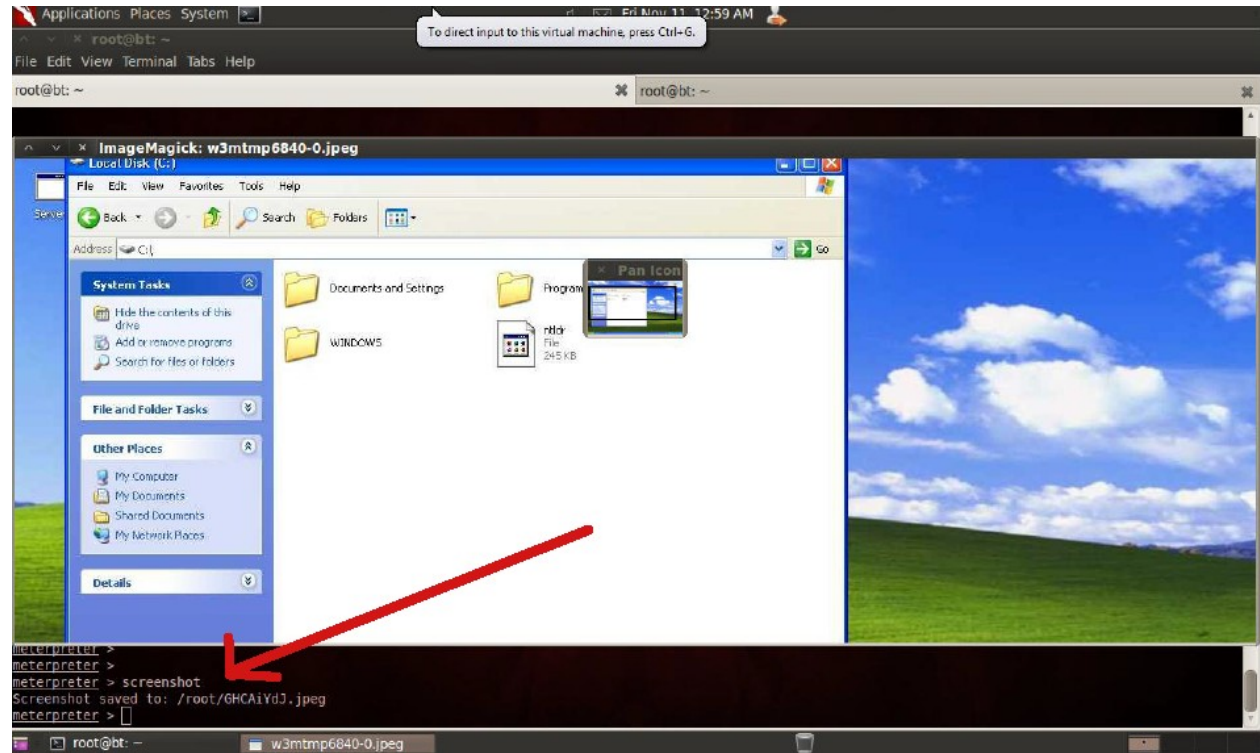 Applications Places System
Fri Nov 11, 12:59 AM
To direct input to this virtual machine, press Ctrl+G.
root@bt: ~
File Edit View Terminal Tabs Help
root@bt: ~
root@bt: ~
ImageMagick: w3mtmp6840-0.jpeg
Local Disk (C:)
File Edit View Favorites Tools Help
Back Search Folders
Address C:\ Go
System Tasks
Hide the contents of this
drive
Add or remove programs
Search for files or folders
File and Folder Tasks
Other Places
My Computer
My Documents
Shared Documents
My Network Places
Details
Documents and Settings
Program
Pan Icon
WINDOWS
ntldr
File
245 KB
meterpreter >
meterpreter >
meterpreter > screenshot
Screenshot saved to: /root/GHCAiYdJ.jpeg
meterpreter >
root@bt: ~
w3mtmp6840-0.jpeg